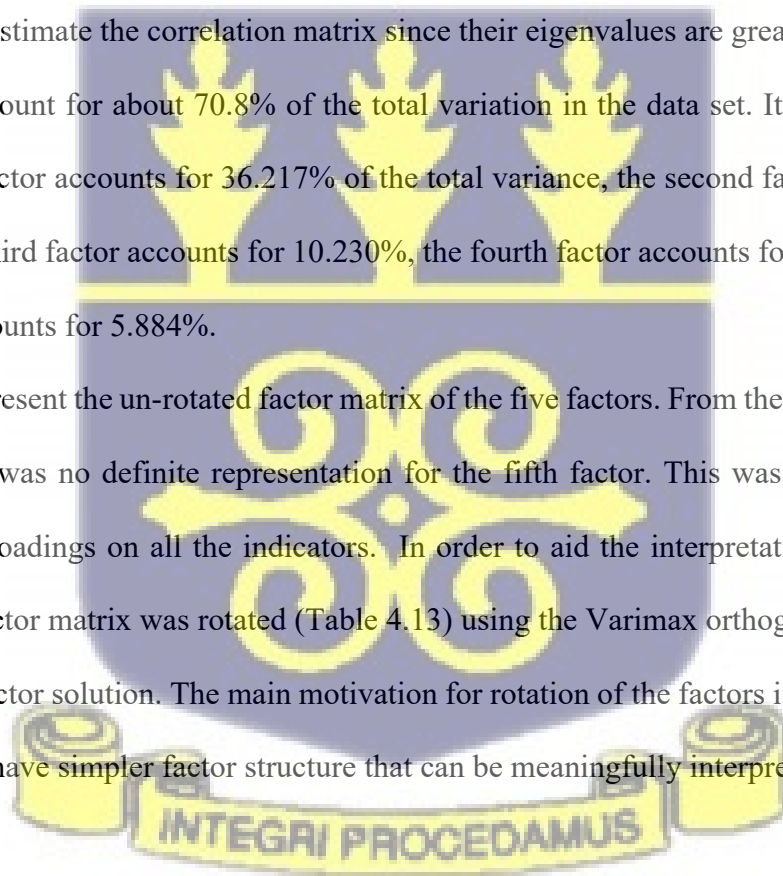 stimate the correlation matrix since their eigenvalues are grea
ount for about 70.8% of the total variation in the data set. It
ctor accounts for 36.217% of the total variance, the second fa
ird factor accounts for 10.230%, the fourth factor accounts fo
unts for 5.884%.
resent the un-rotated factor matrix of the five factors. From the
was no definite representation for the fifth factor. This was
oadings on all the indicators. In order to aid the interpretat
ctor matrix was rotated (Table 4.13) using the Varimax orthog
ctor solution. The main motivation for rotation of the factors i
have simpler factor structure that can be meaningfully interpre
INTEGRI PROCEDAMUS